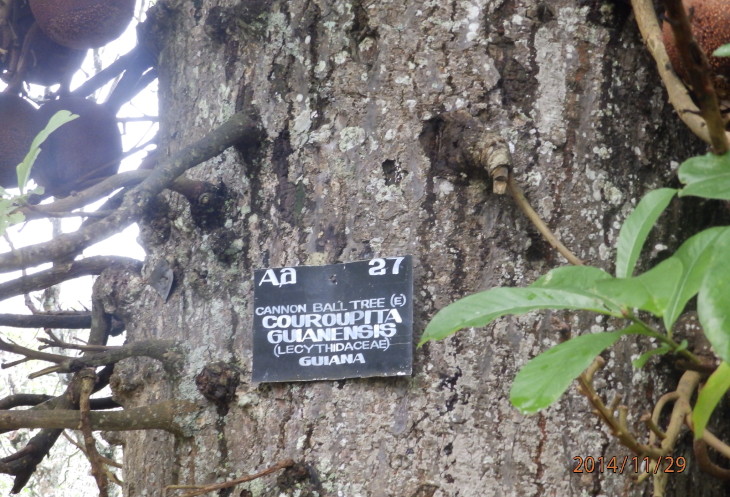 Aa 27
CANNON BALL TREE (E)
COUROUPITA
GUIANENSIS
(LECYTHIDACEAE)
GUIANA
2014/11/29